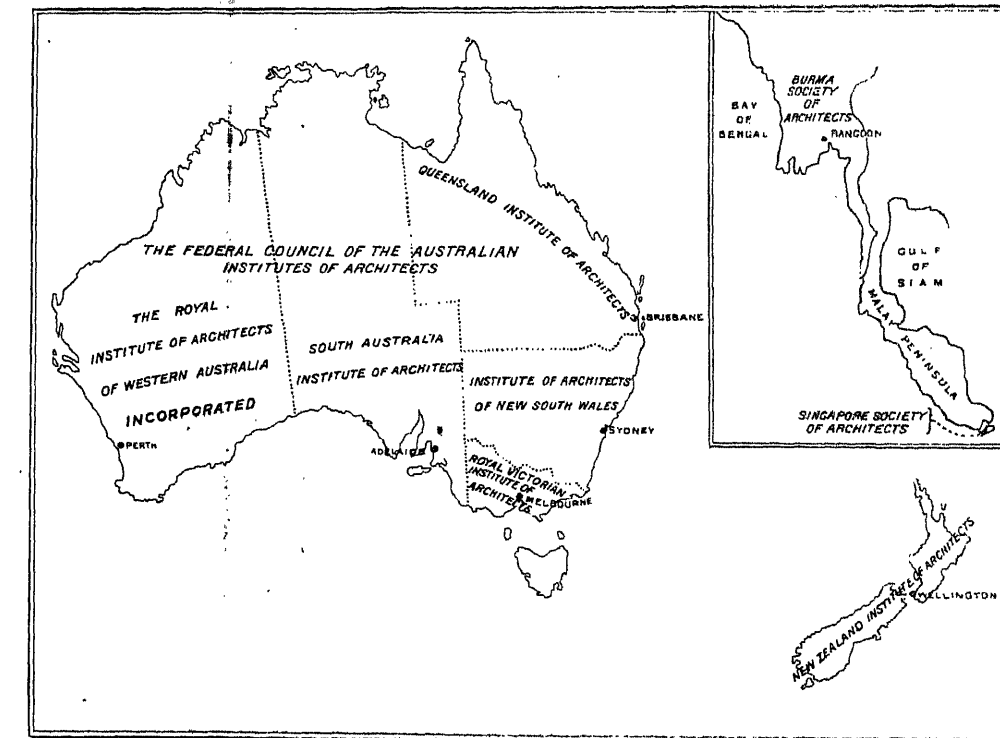 THE FEDERAL COUNCIL OF THE AUSTRALIAN
INSTITUTES OF ARCHITECTS
QUEENSLAND INSTITUTE OF ARCHITECTS
BRISBANE
THE ROYAL
INSTITUTE OF ARCHITECTS
OF WESTERN AUSTRALIA
INCORPORATED
PERTH
SOUTH AUSTRALIA
INSTITUTE OF ARCHITECTS
ADELAIDE
INSTITUTE OF ARCHITECTS
OF NEW SOUTH WALES
SYDNEY
ROYAL VICTORIAN
INSTITUTE OF
ARCHITECTS
MELBOURNE
BAY
OF
BENGAL
BURMA
SOCIETY
OF
ARCHITECTS
RANGOON
GULF
OF
SIAM
MALAY PENINSULA
SINGAPORE SOCIETY
OF ARCHITECTS
NEW ZEALAND INSTITUTE OF ARCHITECTS
WELLINGTON